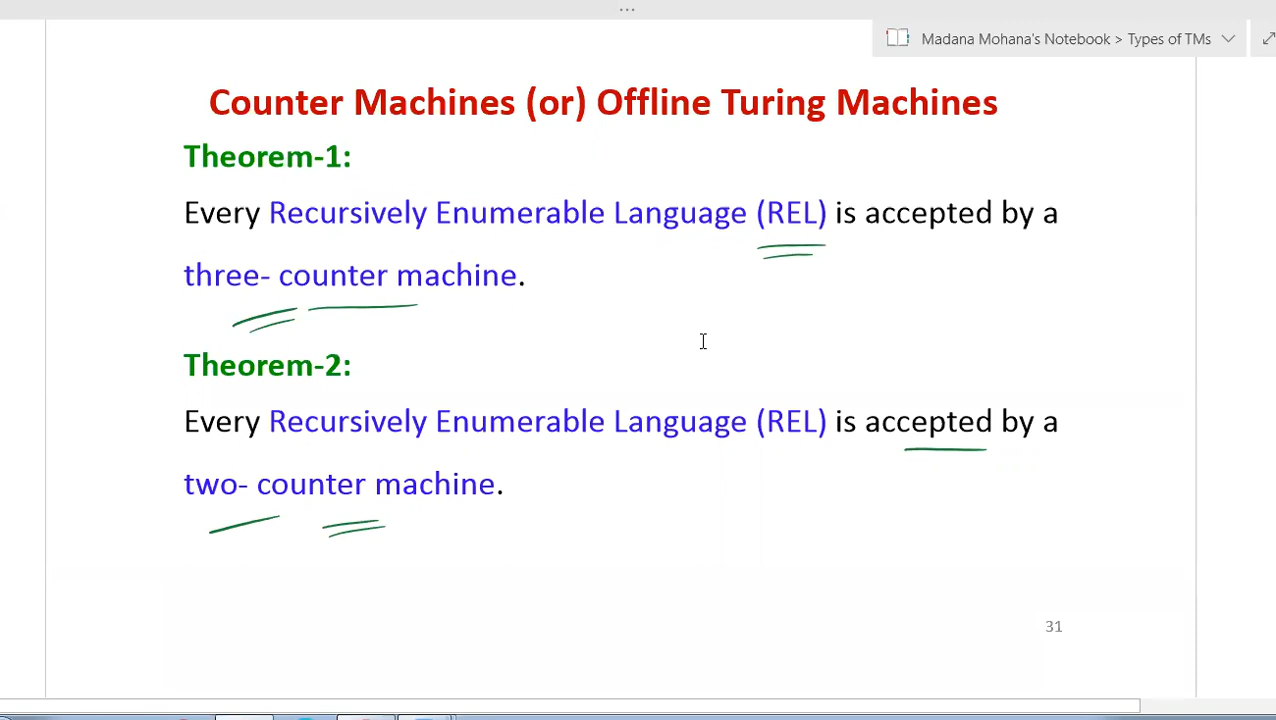 ...
Madana Mohana's Notebook > Types of TMs
Counter Machines (or) Offline Turing Machines
Theorem-1:
Every Recursively Enumerable Language (REL) is accepted by a
three- counter machine.
Theorem-2:
Every Recursively Enumerable Language (REL) is accepted by a
two- counter machine.
31